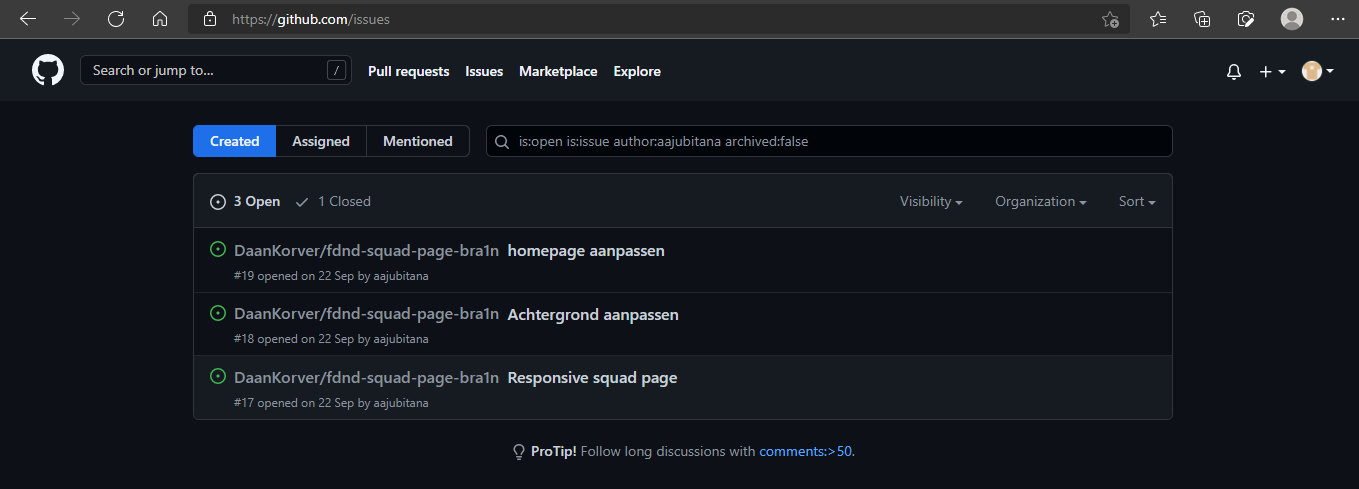 https://github.com/issues
Search or jump to... / Pull requests Issues Marketplace Explore
Created Assigned Mentioned is:open is:issue author:aajubitana archived:false
3 Open 1 Closed Visibility Organization Sort
DaanKorver/fdnd-squad-page-bra1n homepage aanpassen
#19 opened on 22 Sep by aajubitana
DaanKorver/fdnd-squad-page-bra1n Achtergrond aanpassen
#18 opened on 22 Sep by aajubitana
DaanKorver/fdnd-squad-page-bra1n Responsive squad page
#17 opened on 22 Sep by aajubitana
ProTip! Follow long discussions with comments:>50.